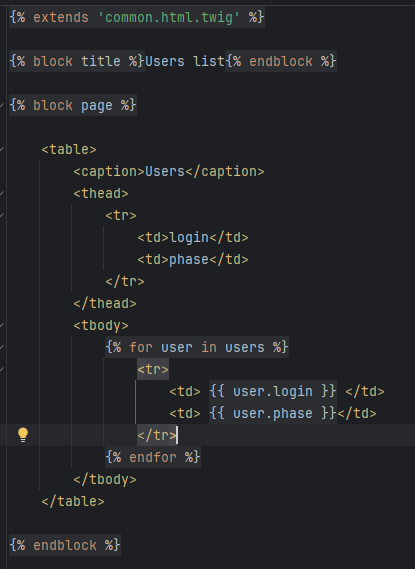 {% extends 'common.html.twig' %}
{% block title %}Users list{% endblock %}
{% block page %}
<table>
<caption>Users</caption>
<thead>
<tr>
<td>login</td>
<td>phase</td>
</tr>
</thead>
<tbody>
{% for user in users %}
<tr>
<td> {{ user.login }} </td>
<td> {{ user.phase }}</td>
</tr>
{% endfor %}
</tbody>
</table>
{% endblock %}